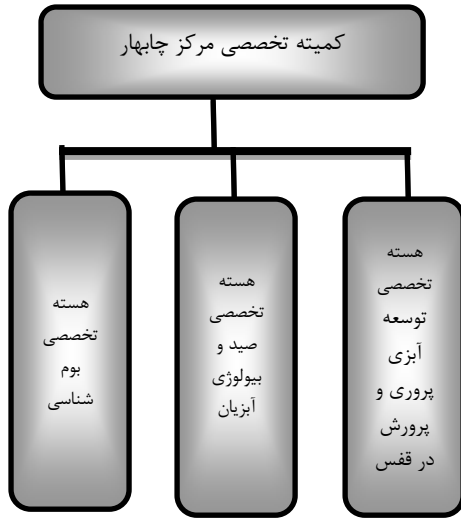 کمیته تخصصی مرکز چابهار
هسته
تخصصی
توسعه
آبزی
پروری و
پرورش
در قفس
هسته
تخصصی
صید و
بیولوژی
آبزیان
هسته
تخصصی
بوم
شناسی